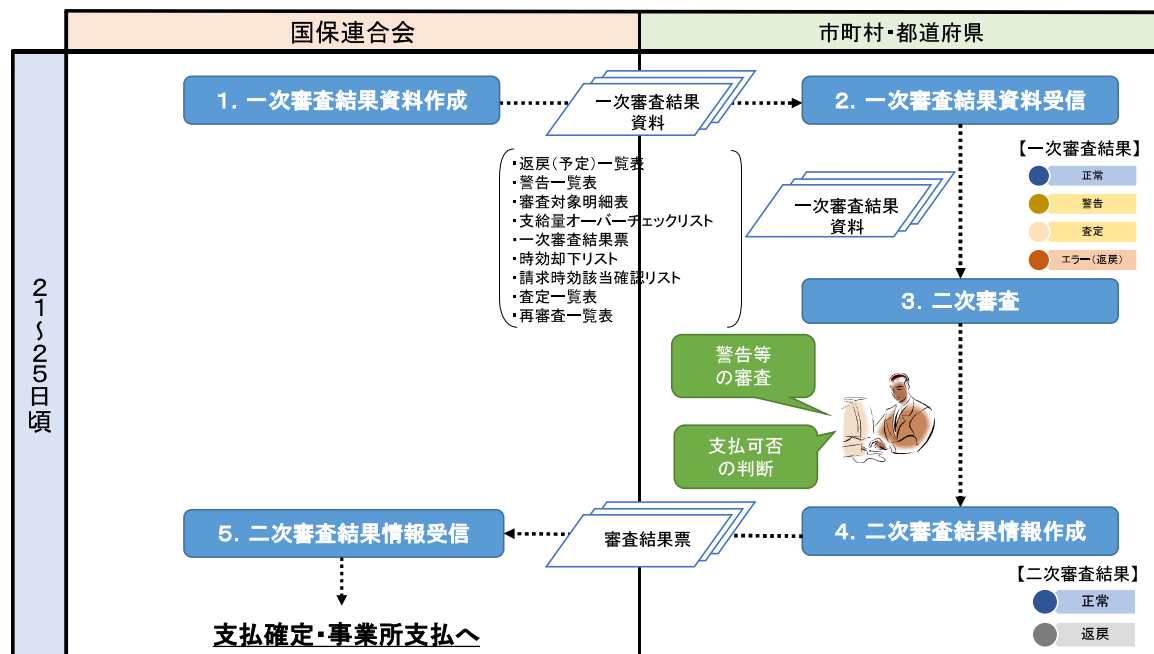 国保連合会
市町村・都道府県
21～25日頃
1．一次審査結果資料作成
一次審査結果
資料
2．一次審査結果資料受信
・返戻（予定）一覧表
・警告一覧表
・審査対象明細表
・支給量オーバーチェックリスト
・一次審査結果票
・時効却下リスト
・請求時効該当確認リスト
・査定一覧表
・再審査一覧表
一次審査結果
資料
【一次審査結果】
正常
警告
査定
エラー（返戻）
3．二次審査
警告等
の審査
支払可否
の判断
4．二次審査結果情報作成
審査結果票
5．二次審査結果情報受信
【二次審査結果】
正常
返戻
支払確定・事業所支払へ